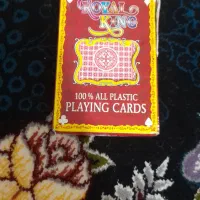 ROYAL
KING
100 % ALL PLASTIC
PLAYING CARDS